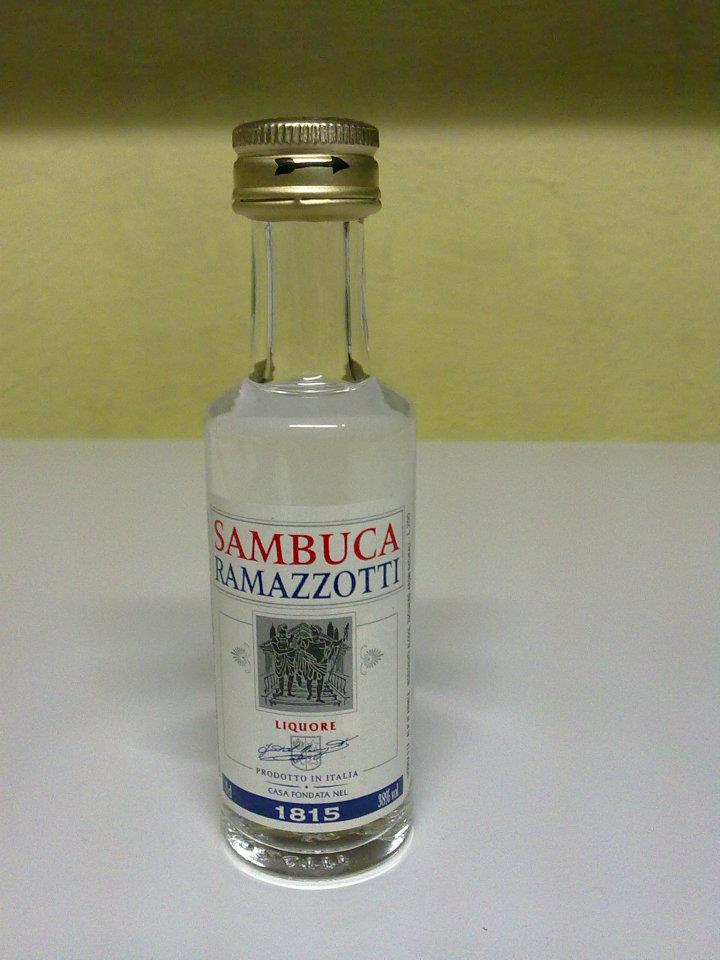 SAMBUCA
RAMAZZOTTI
LIQUORE
PRODOTTO IN ITALIA
CASA FONDATA NEL
1815
38% vol